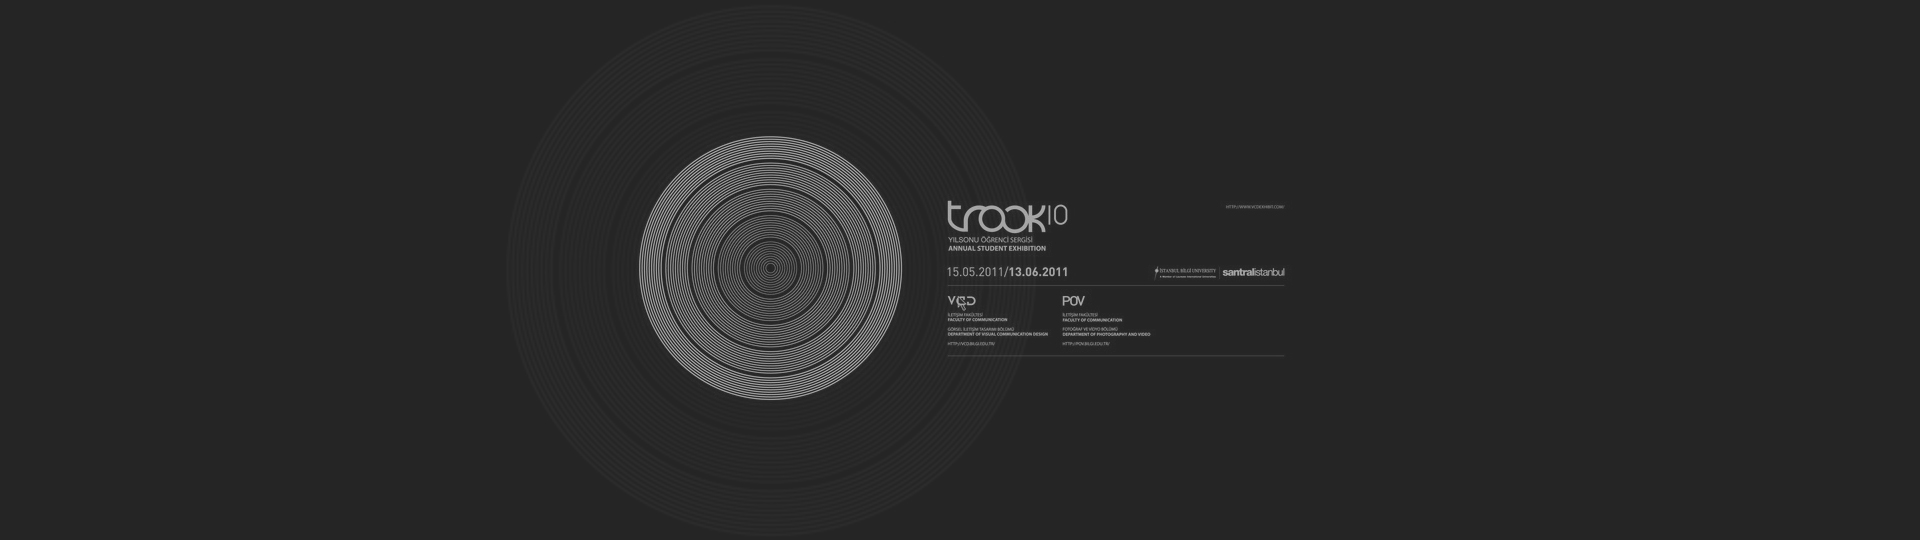 track|10
HTTP://WWW.VCDEXHIBIT.COM/
YILSONU ÖĞRENCİ SERGİSİ
ANNUAL STUDENT EXHIBITION
15.05.2011/13.06.2011
İSTANBUL BİLGİ UNIVERSITY
santralistanbul
VCD
İLETİŞİM FAKÜLTESİ
FACULTY OF COMMUNICATION
GÖRSEL İLETİŞİM TASARIMI BÖLÜMÜ
DEPARTMENT OF VISUAL COMMUNICATION DESIGN
HTTP://VCD.BILGI.EDU.TR/
POV
İLETİŞİM FAKÜLTESİ
FACULTY OF COMMUNICATION
FOTOĞRAF VE VİDYO BÖLÜMÜ
DEPARTMENT OF PHOTOGRAPHY AND VIDEO
HTTP://POV.BILGI.EDU.TR/